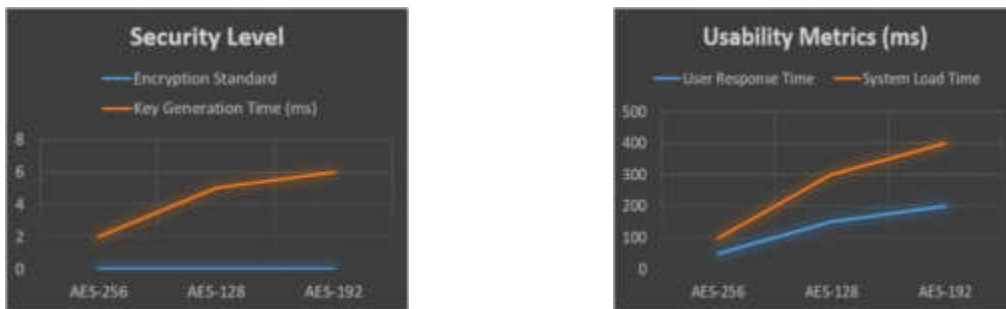 Security Level
Encryption Standard
Key Generation Time (ms)
8
6
4
2
0
AES-256 AES-128 AES-192
Usability Metrics (ms)
User Response Time System Load Time
500
400
300
200
100
0
AES-256 AES-128 AES-192